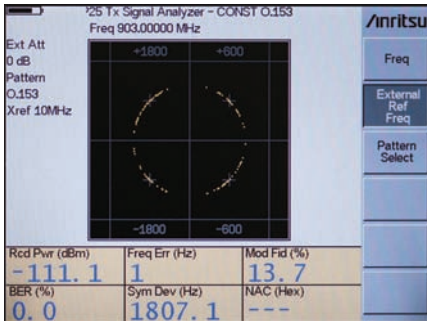 P25 Tx Signal Analyzer - CONST O.153
Freq 903.00000 MHz
/inritsu
Ext Att
0 dB
Pattern
O.153
Xref 10MHz
+1800 +600
-1800 -600
Freq
External
Ref
Freq
Pattern
Select
Rcd Pwr (dBm) Freq Err (Hz) Mod Fid (%)
-111.1 1 13.7
BER (%) Sym Dev (Hz) NAC (Hex)
0.0 1807.1 ---